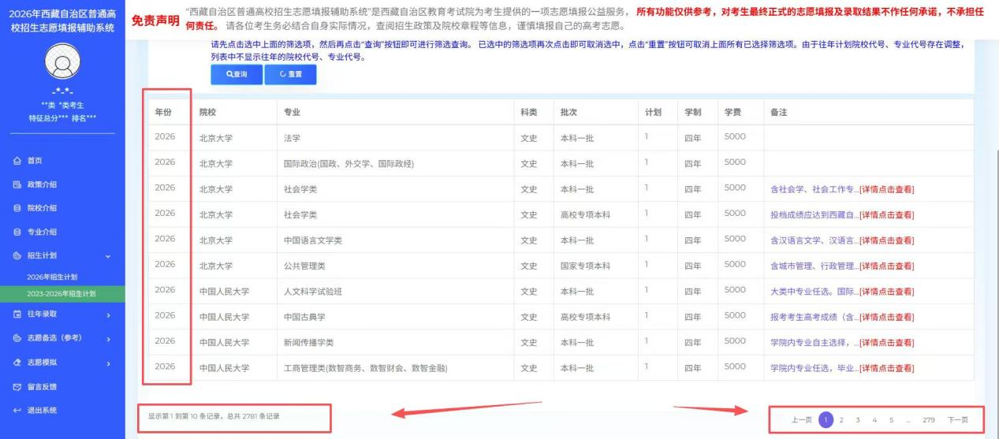 2026年西藏自治区普通高
校招生志愿填报辅助系统
_*_*_
**类 *类考生
特征总分*** 排名***
首页
政策介绍
院校介绍
专业介绍
招生计划
2026年招生计划
2023-2026年招生计划
往年录取
志愿备选（参考）
志愿模拟
留言反馈
退出系统
免责声明
“西藏自治区普通高校招生志愿填报辅助系统”是西藏自治区教育考试院为考生提供的一项志愿填报公益服务，所有功能仅供参考，对考生最终正式的志愿填报及录取结果不作任何承诺，不承担任
何责任。请各位考生务必结合自身实际情况，查阅招生政策及院校章程等信息，谨慎填报自己的高考志愿。
请先点击选中上面的筛选项，然后再点击“查询”按钮即可进行筛选查询。 已选中的筛选项再次点击即可取消选中，点击“重置”按钮可取消上面所有已选择筛选项。由于往年计划院校代号、专业代号存在调整，
列表中不显示往年的院校代号、专业代号。
查询 重置
年份 院校 专业 科类 批次 计划 学制 学费 备注
2026 北京大学 法学 文史 本科一批 1 四年 5000
2026 北京大学 国际政治(国政、外交学、国际政经) 文史 本科一批 1 四年 5000
2026 北京大学 社会学类 文史 本科一批 1 四年 5000 含社会学、社会工作专...[详情点击查看]
2026 北京大学 社会学类 文史 高校专项本科 1 四年 5000 投档成绩应达到西藏自...[详情点击查看]
2026 北京大学 中国语言文学类 文史 本科一批 1 四年 5000 含汉语言文学、汉语言...[详情点击查看]
2026 北京大学 公共管理类 文史 国家专项本科 1 四年 5000 含城市管理、行政管理...[详情点击查看]
2026 中国人民大学 人文科学试验班 文史 本科一批 1 四年 5000 大类中专业任选。国际...[详情点击查看]
2026 中国人民大学 中国古典学 文史 高校专项本科 1 四年 5000 报考考生高考成绩（含...[详情点击查看]
2026 中国人民大学 新闻传播学类 文史 本科一批 1 四年 5000 学院内专业自主选择，...[详情点击查看]
2026 中国人民大学 工商管理类(数智商务、数智财会、数智金融) 文史 本科一批 1 四年 5000 学院内专业任选，毕业...[详情点击查看]
显示第 1 到第 10 条记录，总共 2781 条记录
上一页 1 2 3 4 5 ... 279 下一页